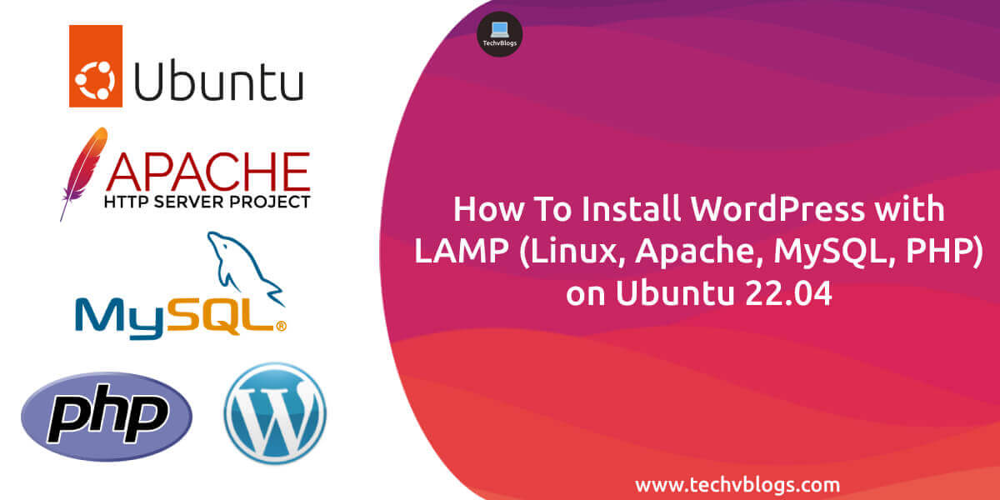 Ubuntu
APACHE
HTTP SERVER PROJECT
MySQL®
php
W
TechvBlogs
How To Install WordPress with
LAMP (Linux, Apache, MySQL, PHP)
on Ubuntu 22.04
www.techvblogs.com